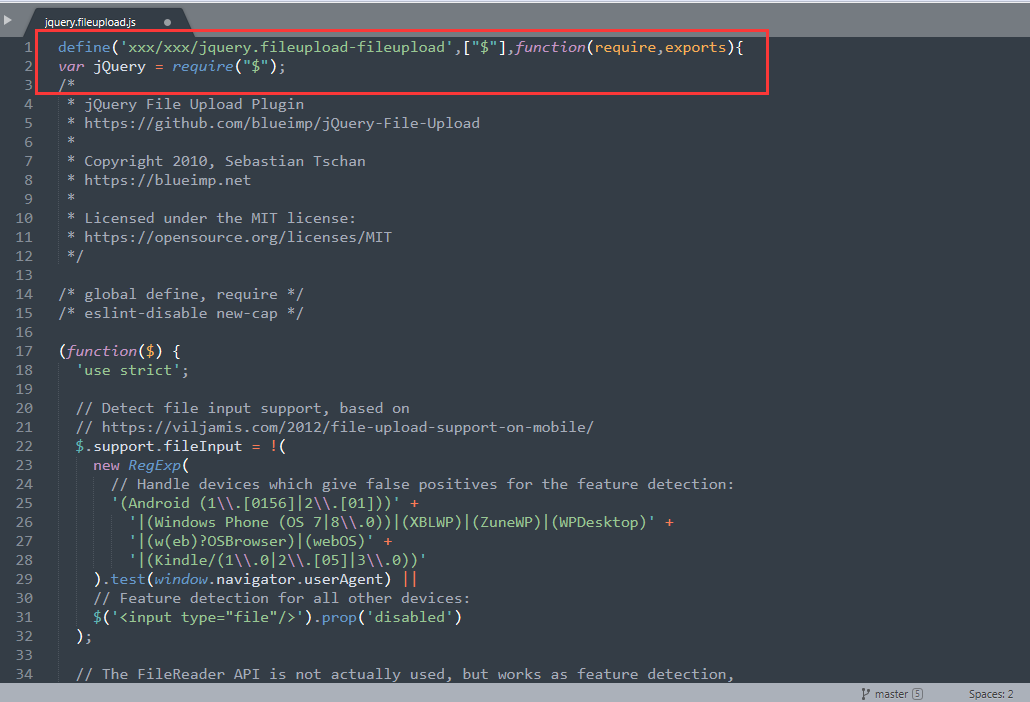 jquery.fileupload.js
1 define('xxx/xxx/jquery.fileupload-fileupload',["$"],function(require,exports){
2 var jQuery = require("$");
3 /*
4  * jQuery File Upload Plugin
5  * https://github.com/blueimp/jQuery-File-Upload
6  *
7  * Copyright 2010, Sebastian Tschan
8  * https://blueimp.net
9  *
10  * Licensed under the MIT license:
11  * https://opensource.org/licenses/MIT
12  */
13
14 /* global define, require */
15 /* eslint-disable new-cap */
16
17 (function($) {
18   'use strict';
19
20   // Detect file input support, based on
21   // https://viljamis.com/2012/file-upload-support-on-mobile/
22   $.support.fileInput = !(
23     new RegExp(
24       // Handle devices which give false positives for the feature detection:
25       '(Android (1\\.[0156]|2\\.[01]))' +
26         '|(Windows Phone (OS 7|8\\.0))|(XBLWP)|(ZuneWP)|(WPDesktop)' +
27         '|(w(eb)?OSBrowser)|(webOS)' +
28         '|(Kindle/(1\\.0|2\\.[05]|3\\.0))'
29     ).test(window.navigator.userAgent) ||
30     // Feature detection for all other devices:
31     $('<input type="file"/>').prop('disabled')
32   );
33
34   // The FileReader API is not actually used, but works as feature detection,
master 5 Spaces: 2